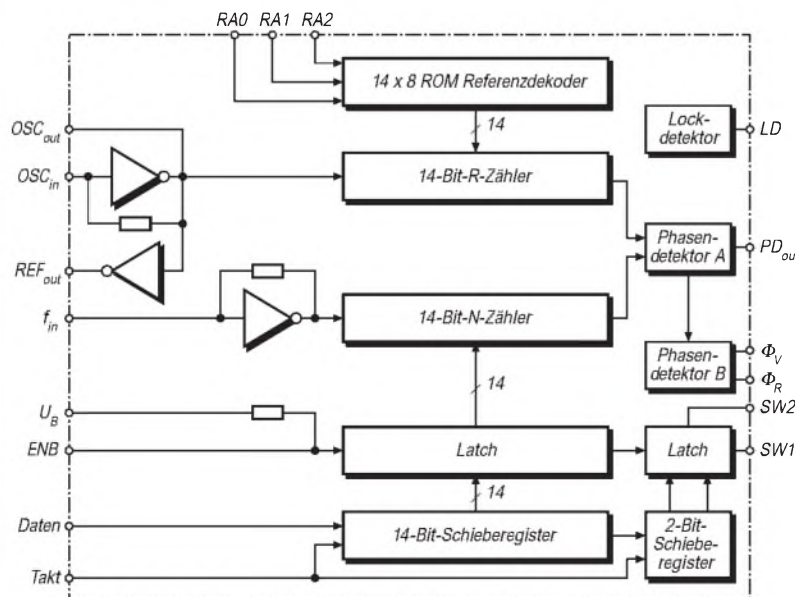 RA0 RA1 RA2
14 x 8 ROM Referenzdekoder
14
OSCout
Lock-
detektor
LD
OSCin
14-Bit-R-Zähler
Phasen-
detektor A
PDou
REFout
fin
14-Bit-N-Zähler
Phasen-
detektor B
ΦV
ΦR
14
UB
SW2
ENB
Latch
Latch
SW1
14
Daten
14-Bit-Schieberegister
2-Bit-
Schiebe-
register
Takt